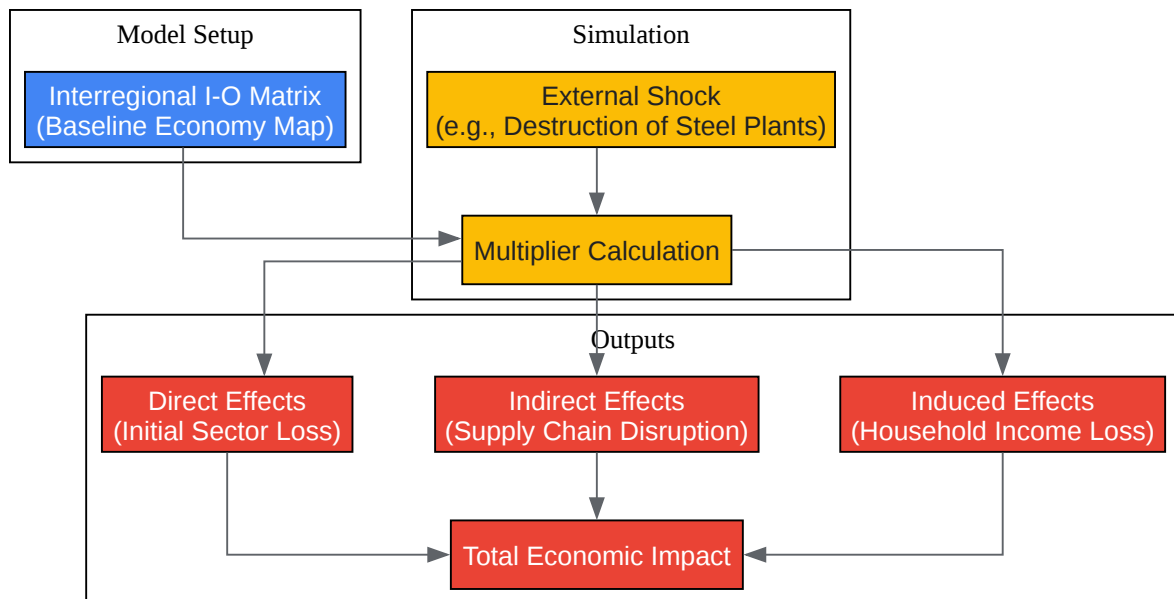 Model Setup
Simulation
Interregional I-O Matrix
(Baseline Economy Map)
External Shock
(e.g., Destruction of Steel Plants)
Multiplier Calculation
Outputs
Direct Effects
(Initial Sector Loss)
Indirect Effects
(Supply Chain Disruption)
Induced Effects
(Household Income Loss)
Total Economic Impact